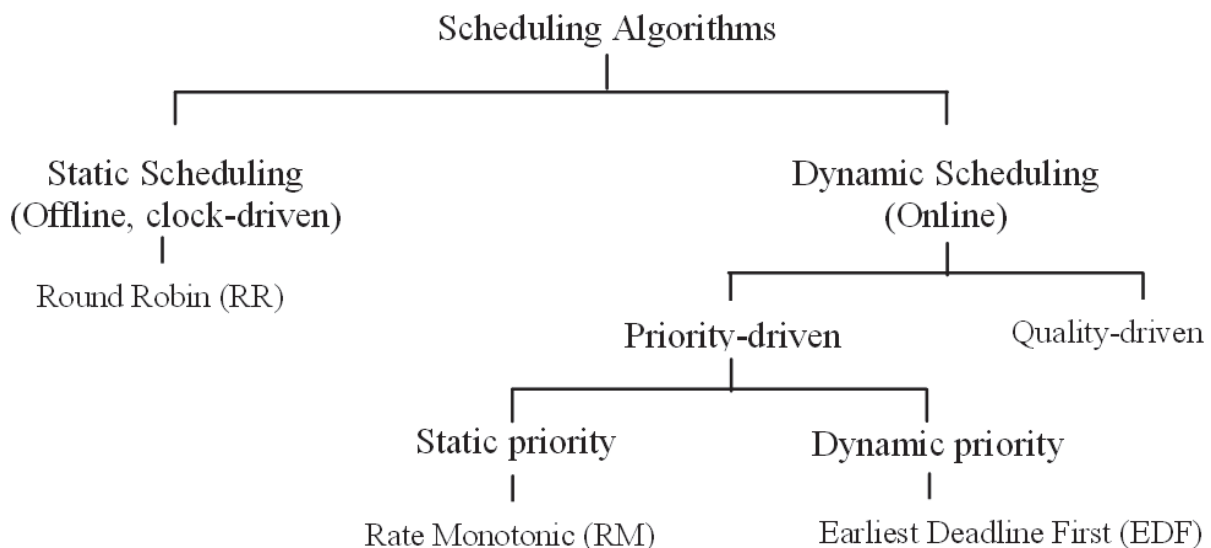 Scheduling Algorithms
Static Scheduling
(Offline, clock-driven)
Dynamic Scheduling
(Online)
Round Robin (RR)
Priority-driven
Quality-driven
Static priority
Dynamic priority
Rate Monotonic (RM)
Earliest Deadline First (EDF)